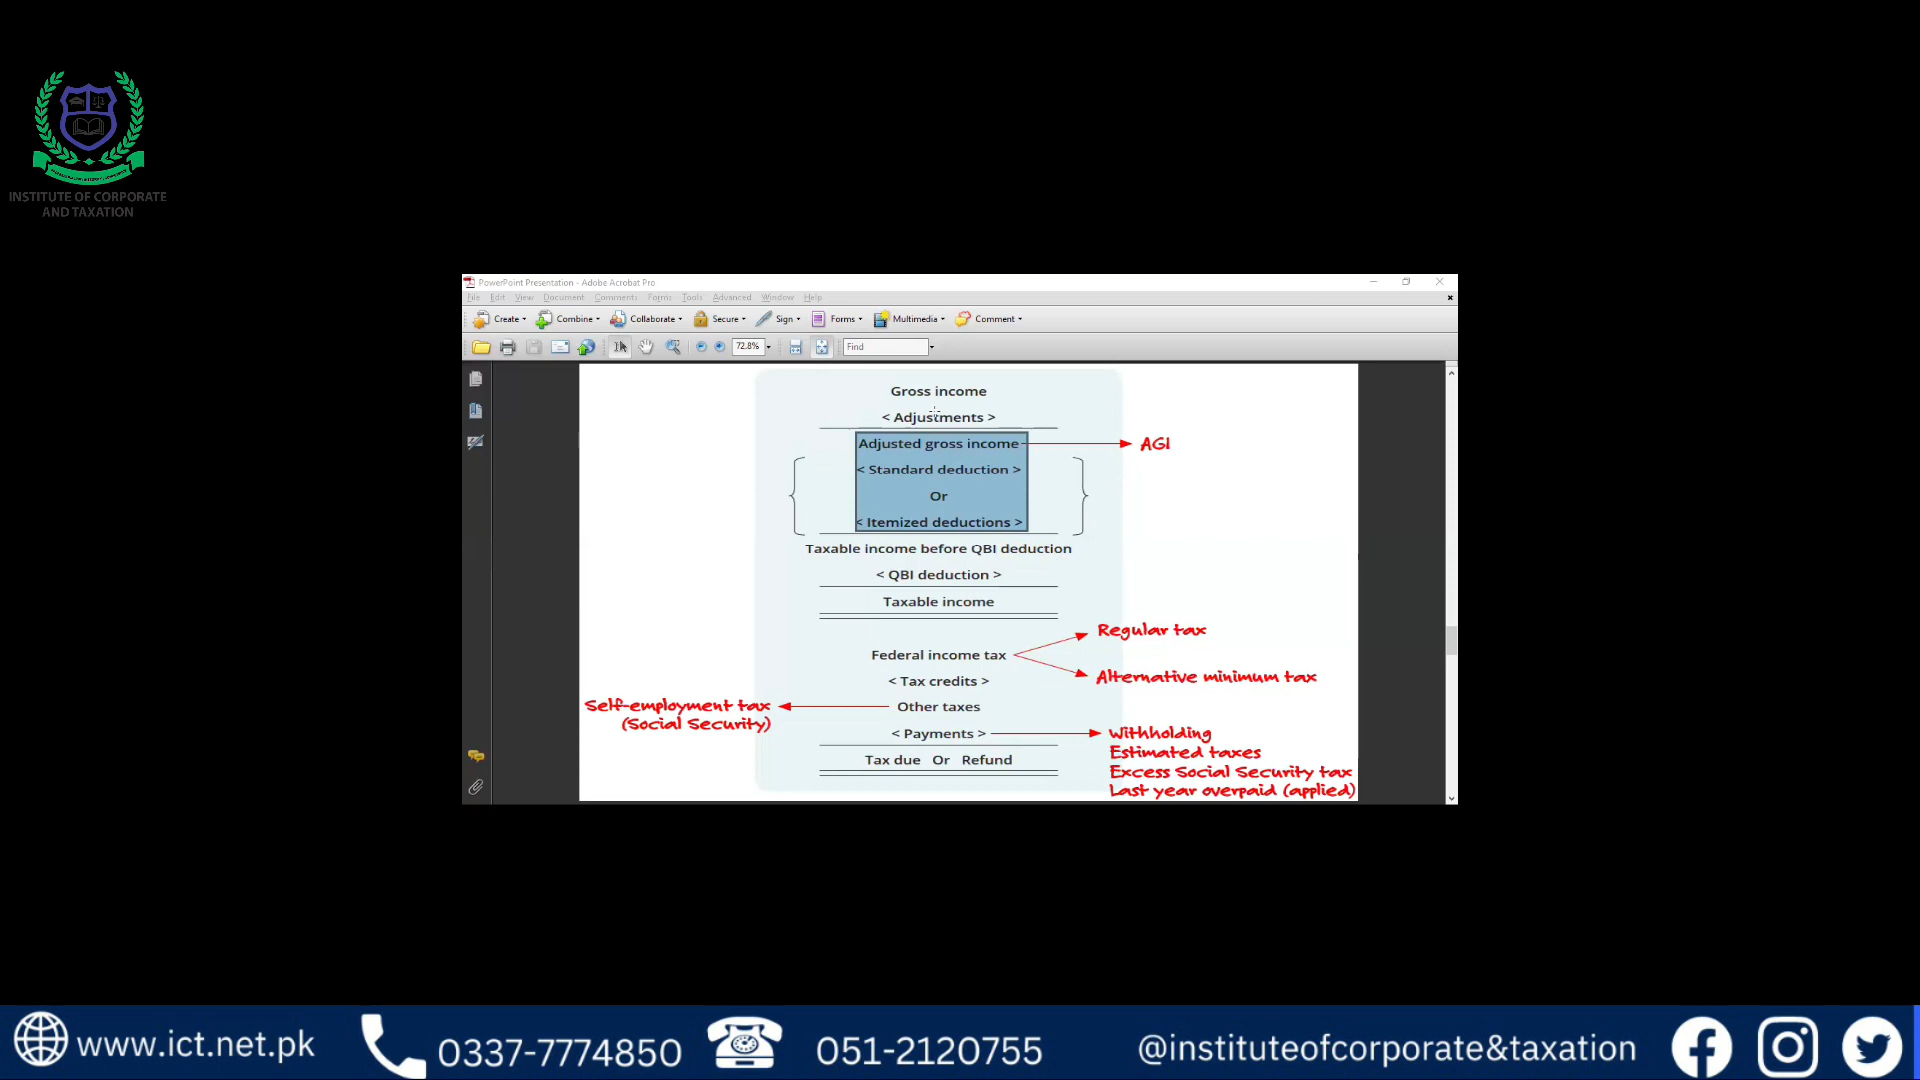 INSTITUTE OF CORPORATE
AND TAXATION
PowerPoint Presentation - Adobe Acrobat Pro
File Edit View Document Comments Forms Tools Advanced Window Help
Create Combine Collaborate Secure Sign Forms Multimedia Comment
72.8% Find
Gross income
< Adjustments >
Adjusted gross income AGI
< Standard deduction >
Or
< Itemized deductions >
Taxable income before QBI deduction
< QBI deduction >
Taxable income
Regular tax
Federal income tax
Alternative minimum tax
< Tax credits >
Self-employment tax Other taxes
(Social Security)
< Payments > Withholding
Estimated taxes
Tax due Or Refund
Excess Social Security tax
Last year overpaid (applied)
www.ict.net.pk 0337-7774850 051-2120755 @instituteofcorporate&taxation